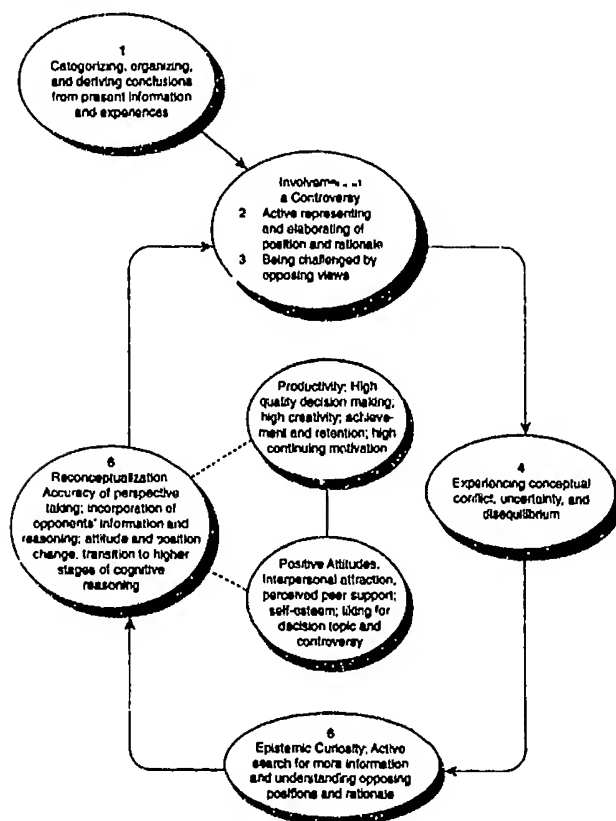 1
Categorizing, organizing,
and deriving conclusions
from present information
and experiences
a Controversy
2 Active representing
and elaborating of
position and rationale
3 Being challenged by
opposing views
Productivity; High
quality decision making;
high creativity; achieve-
ment and retention; high
continuing motivation
4
Experiencing conceptual
conflict, uncertainty, and
disequilibrium
6
Reconceptualization
Accuracy of perspective
taking; incorporation of
opponents' information and
reasoning; attitude and position
change, transition to higher
stages of cognitive
reasoning
Positive Attitudes,
Interpersonal attraction,
perceived peer support;
self-esteem; liking for
decision topic and
controversy
Epistemic Curiosity; Active
search for more information
and understanding opposing
positions and rationale